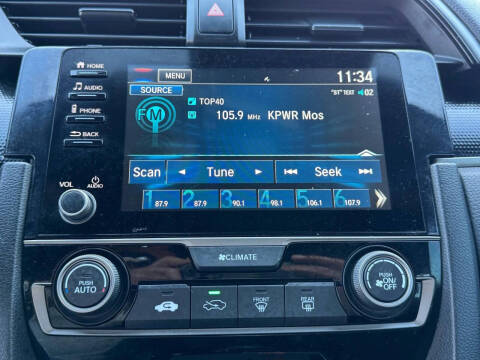 HOME
MENU
11:34
SOURCE
"BT" TEXT 02
AUDIO
TOP40
FM
105.9 MHz KPWR Mos
PHONE
BACK
Scan ◄ Tune ► Seek
VOL AUDIO
1 87.9 2 87.9 3 90.1 4 98.1 5 106.1 6 107.9
CLIMATE
PUSH AUTO
FRONT
REAR
PUSH ON/OFF